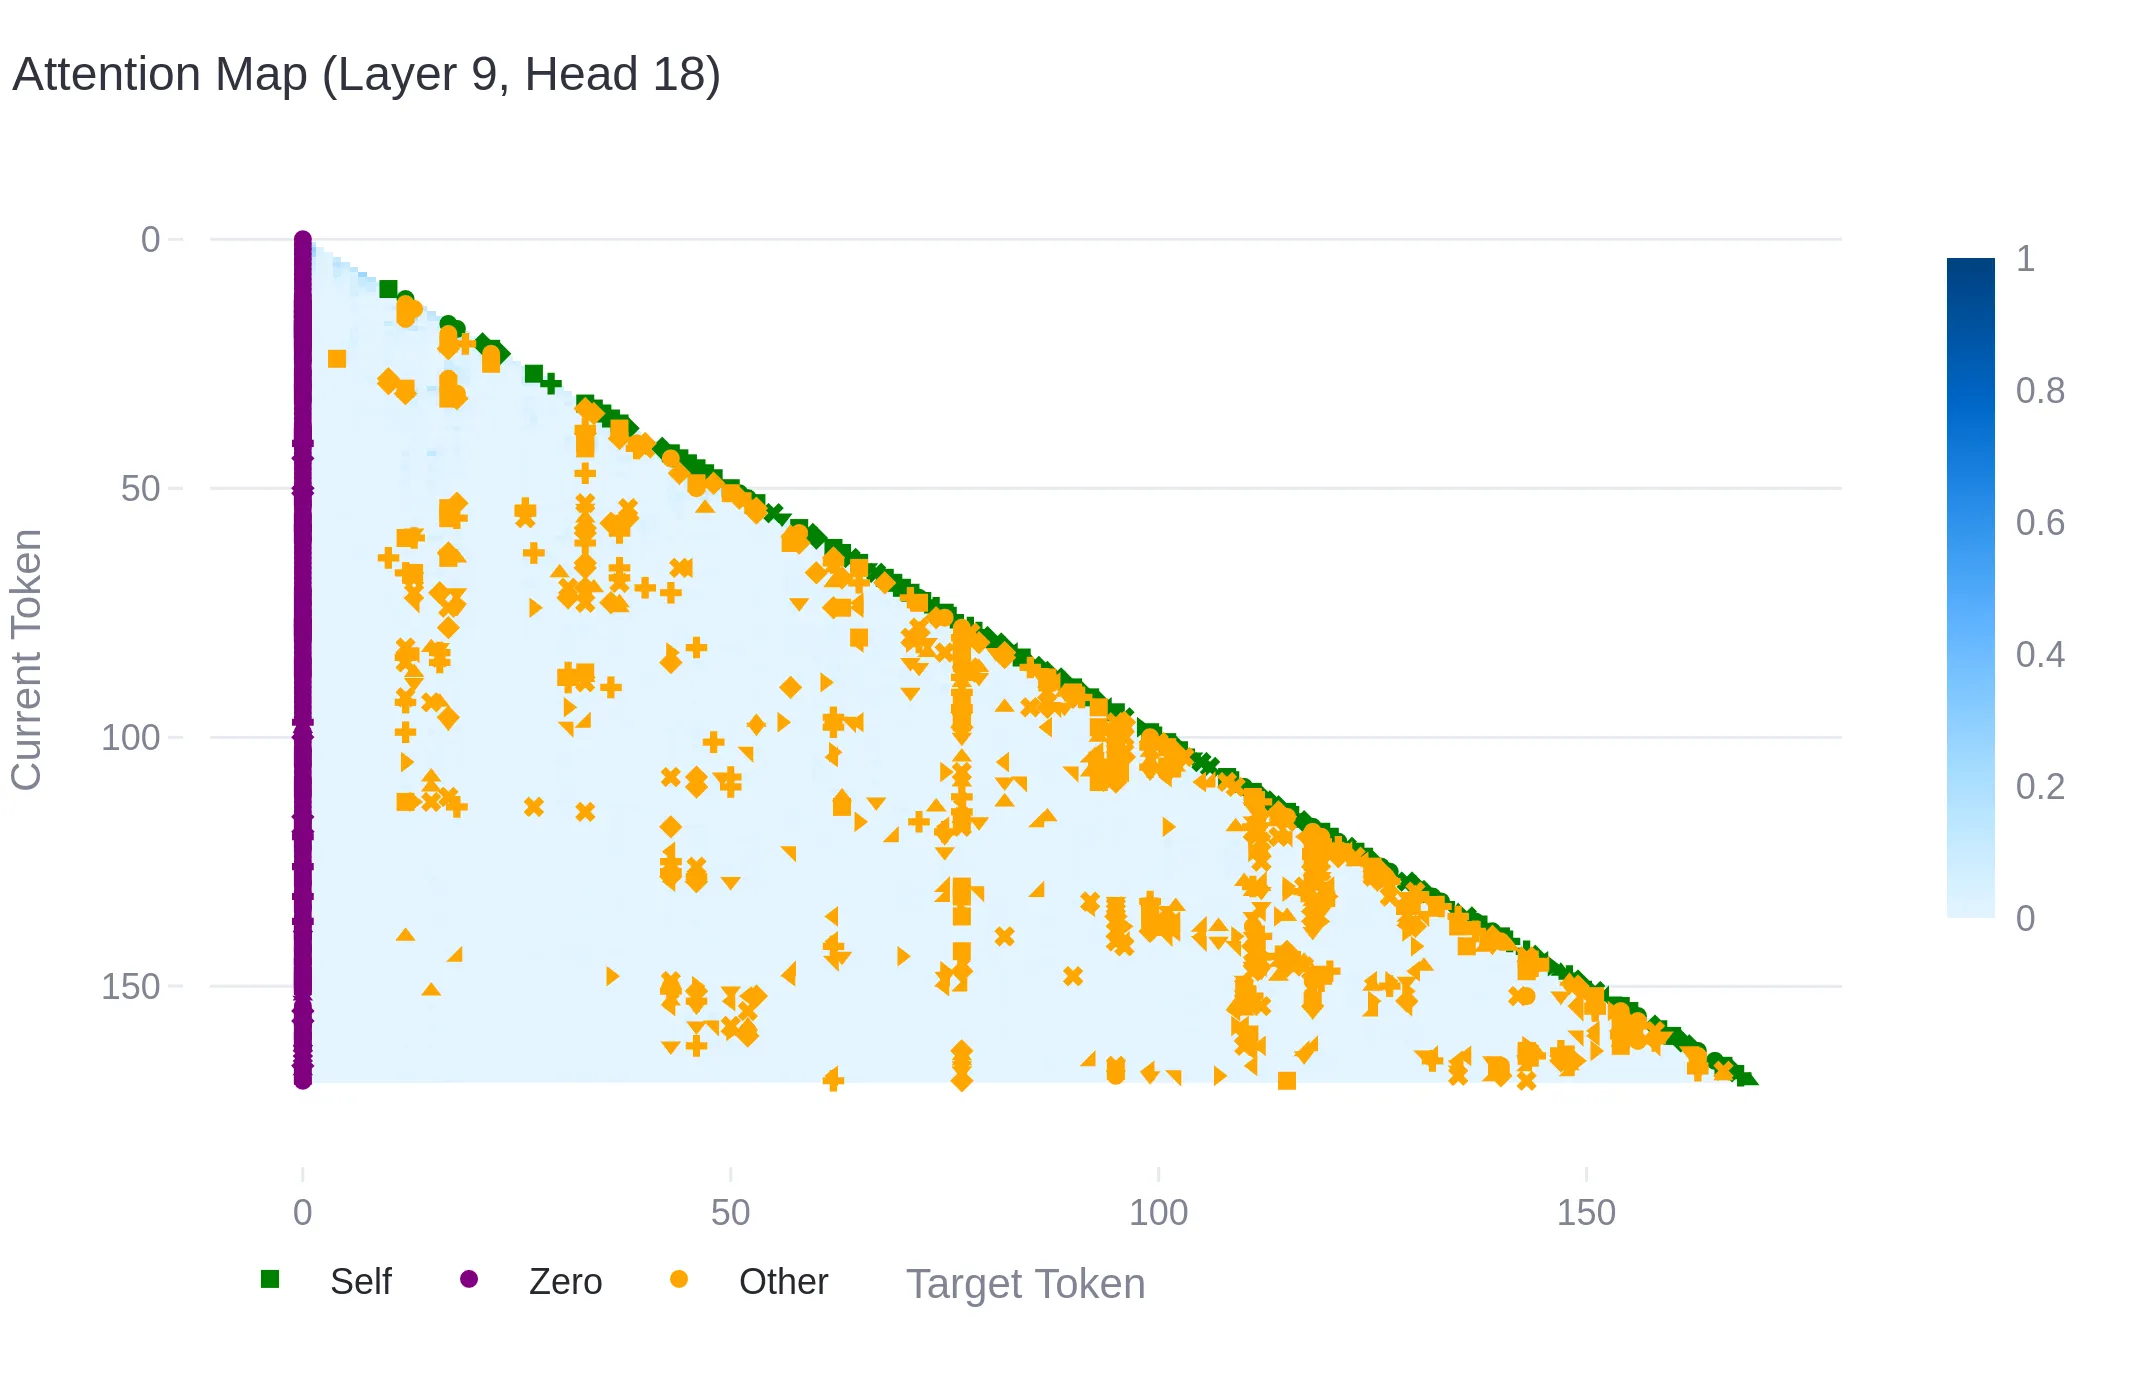 Attention Map (Layer 9, Head 18)
0
50
100
150
Current Token
1
0.8
0.6
0.4
0.2
0
0 50 100 150
Self Zero Other Target Token